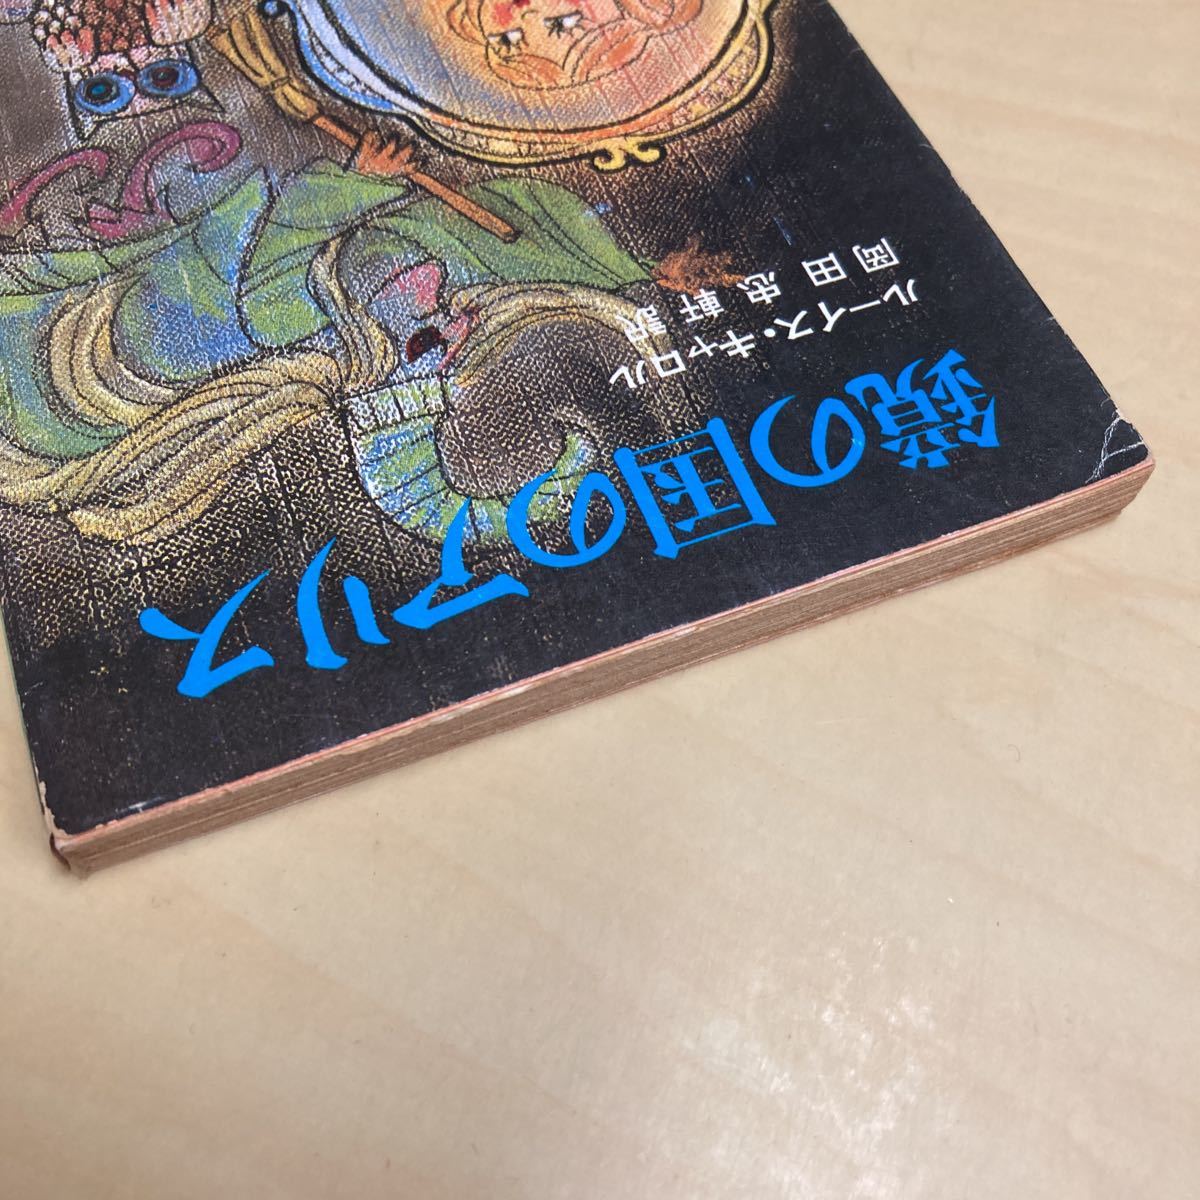 鏡の国のアリス
ルーイス・キャロル
岡田忠軒訳